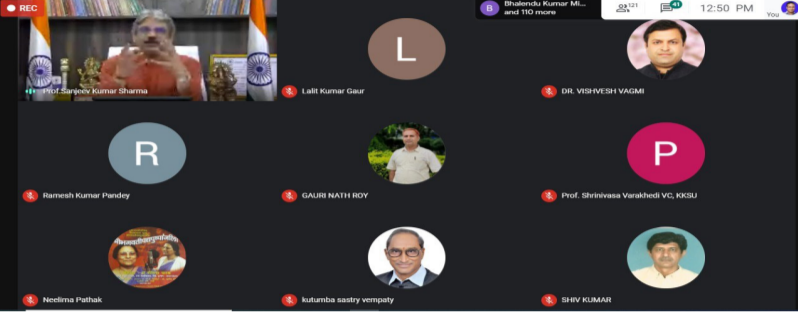 REC
Bhalendu Kumar Mi...
and 110 more
B
121
41
12:50 PM
You
Prof.Sanjeev Kumar Sharma
L
Lalit Kumar Gaur
DR. VISHVESH VAGMI
R
Ramesh Kumar Pandey
GAURI NATH ROY
P
Prof. Shrinivasa Varakhedi VC, KKSU
Neelima Pathak
kutumba sastry vempaty
SHIV KUMAR